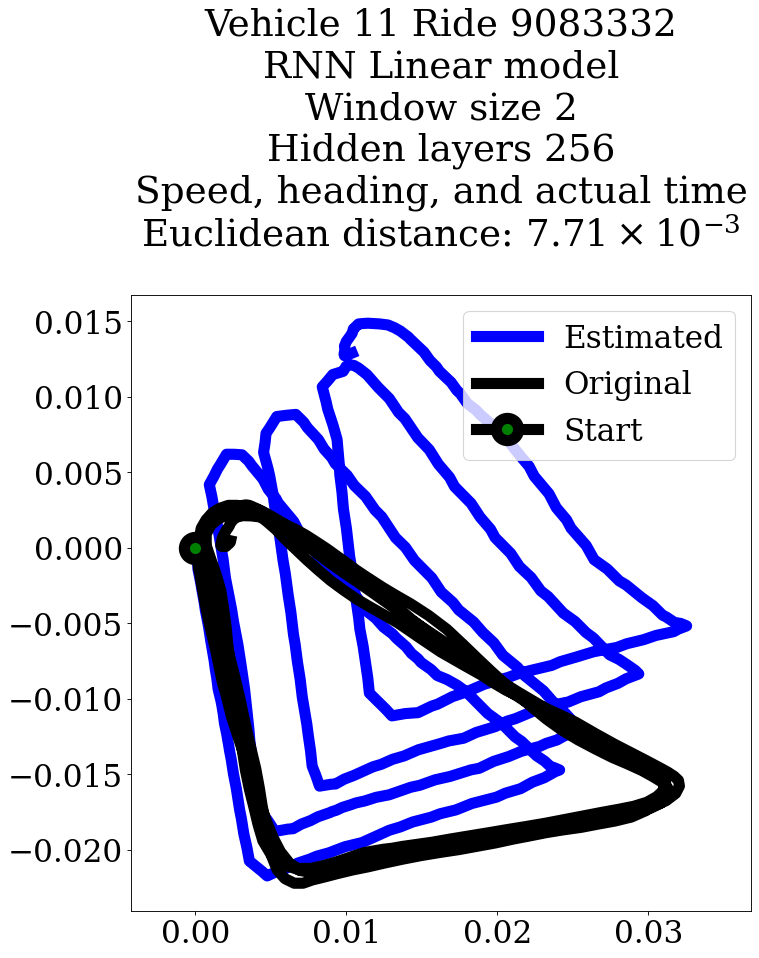 Vehicle 11 Ride 9083332
RNN Linear model
Window size 2
Hidden layers 256
Speed, heading, and actual time
Euclidean distance: 7.71 × 10⁻³
Estimated
Original
Start
0.015
0.010
0.005
0.000
−0.005
−0.010
−0.015
−0.020
0.00 0.01 0.02 0.03